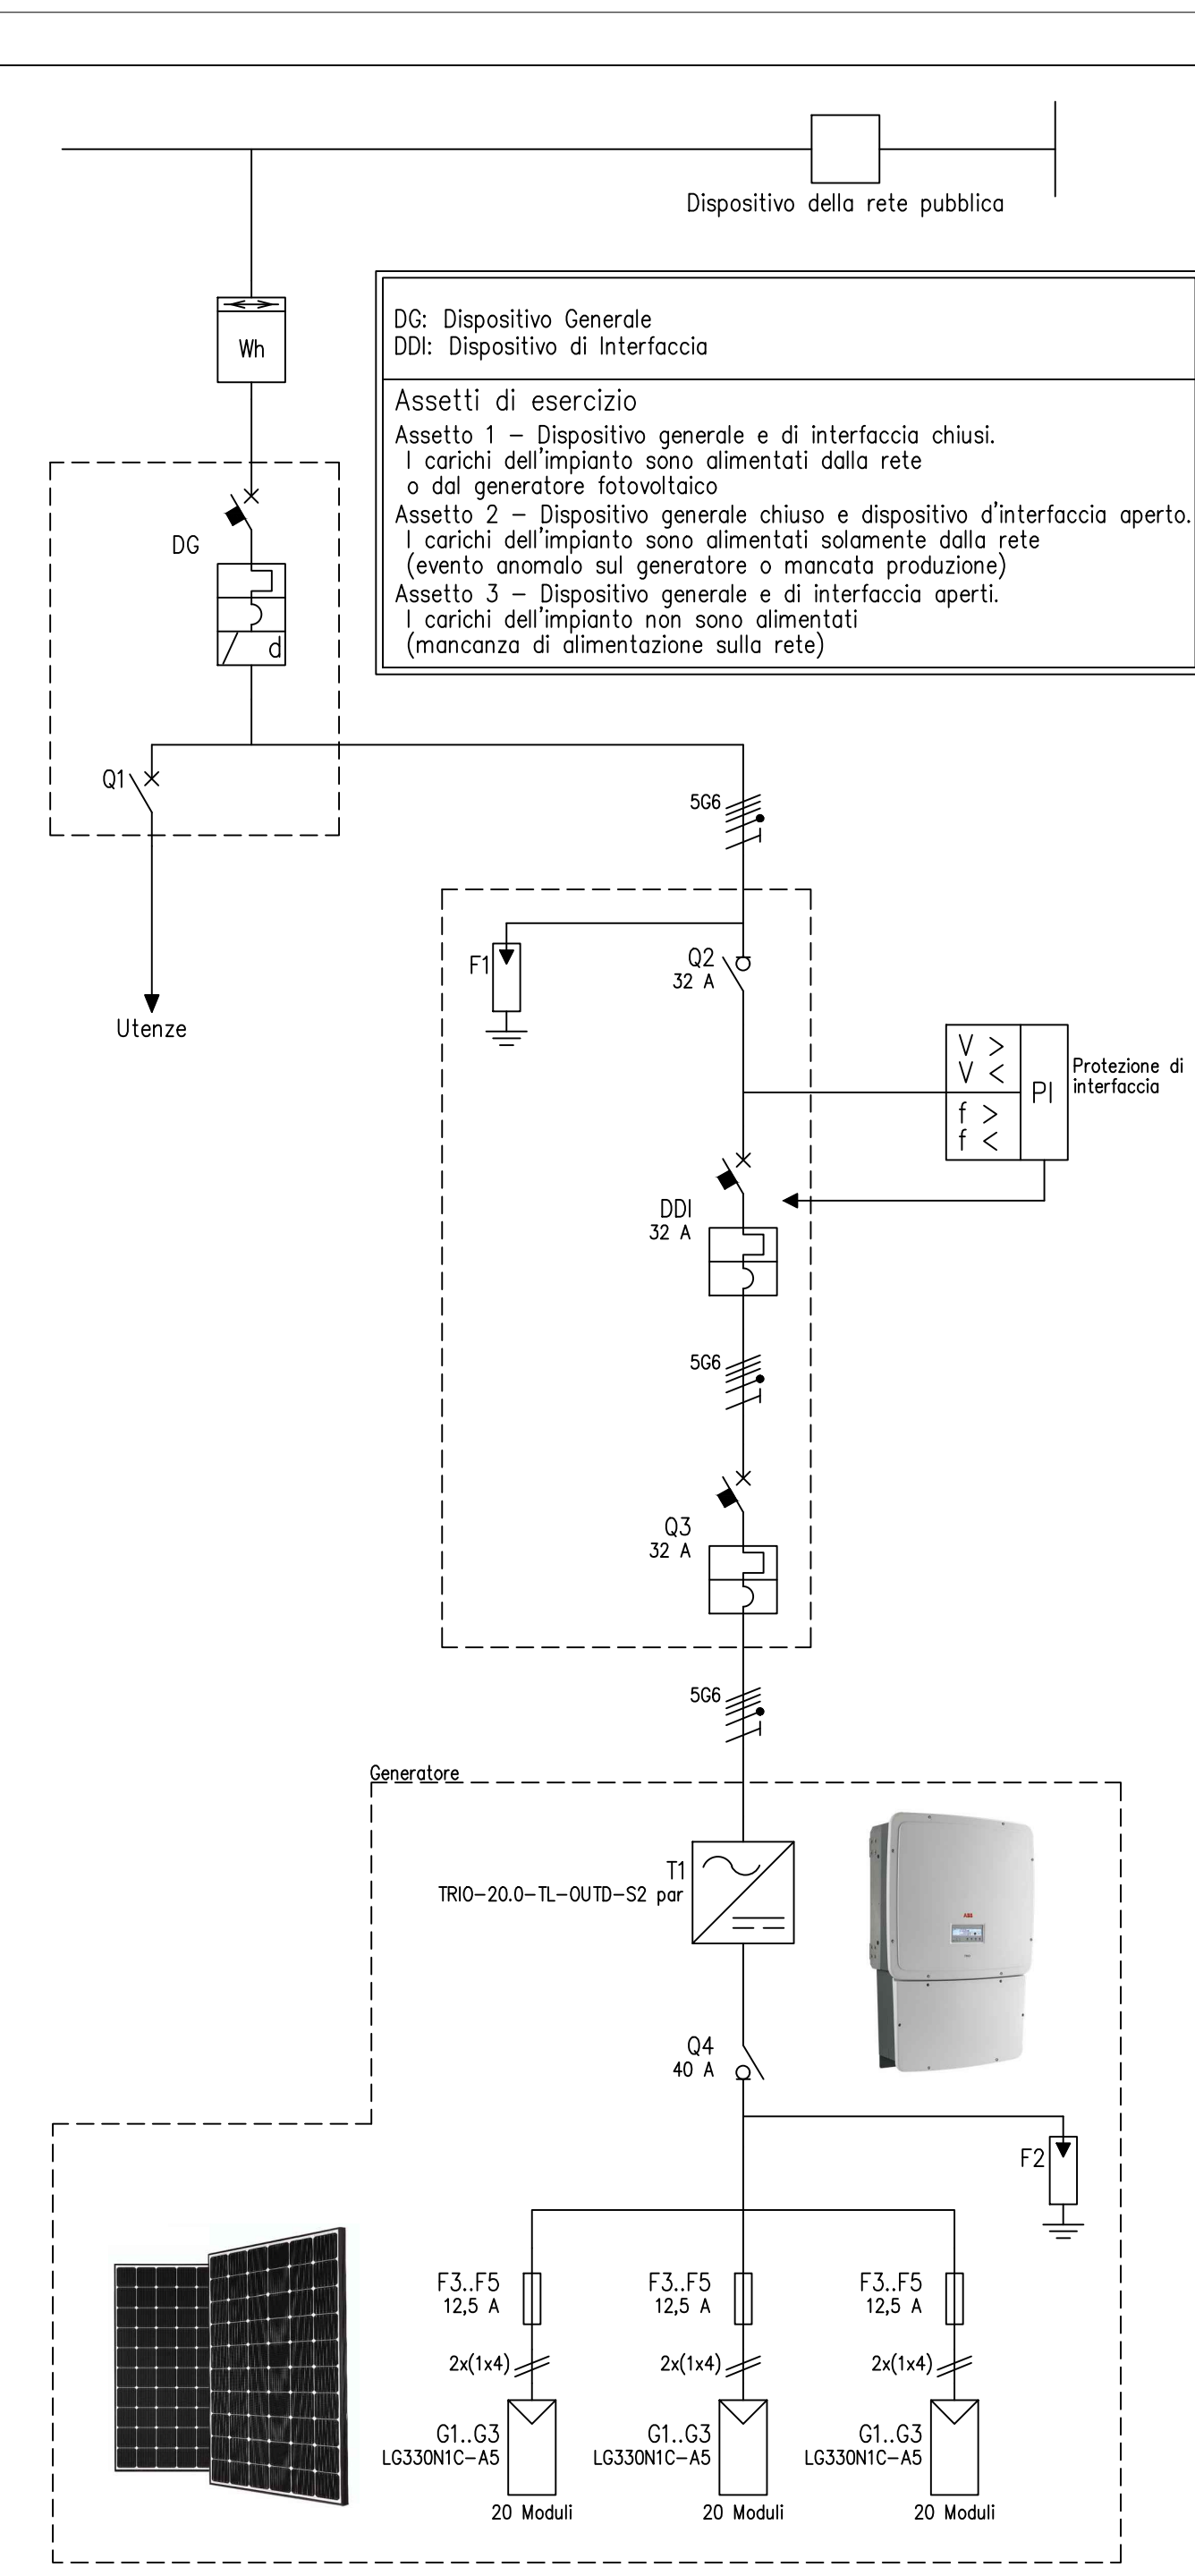 Dispositivo della rete pubblica
Wh
DG: Dispositivo Generale
DDI: Dispositivo di Interfaccia
Assetti di esercizio
Assetto 1 – Dispositivo generale e di interfaccia chiusi.
I carichi dell'impianto sono alimentati dalla rete
o dal generatore fotovoltaico
Assetto 2 – Dispositivo generale chiuso e dispositivo d'interfaccia aperto.
I carichi dell'impianto sono alimentati solamente dalla rete
(evento anomalo sul generatore o mancata produzione)
Assetto 3 – Dispositivo generale e di interfaccia aperti.
I carichi dell'impianto non sono alimentati
(mancanza di alimentazione sulla rete)
DG
d
Q1
Utenze
5G6
F1
Q2
32 A
V >
V <
f >
f <
PI
Protezione di
interfaccia
DDI
32 A
5G6
Q3
32 A
5G6
Generatore
T1
TRIO-20.0-TL-OUTD-S2 par
ABB
Q4
40 A
F2
F3..F5
12,5 A
F3..F5
12,5 A
F3..F5
12,5 A
2x(1x4)
2x(1x4)
2x(1x4)
G1..G3
LG330N1C-A5
G1..G3
LG330N1C-A5
G1..G3
LG330N1C-A5
20 Moduli
20 Moduli
20 Moduli